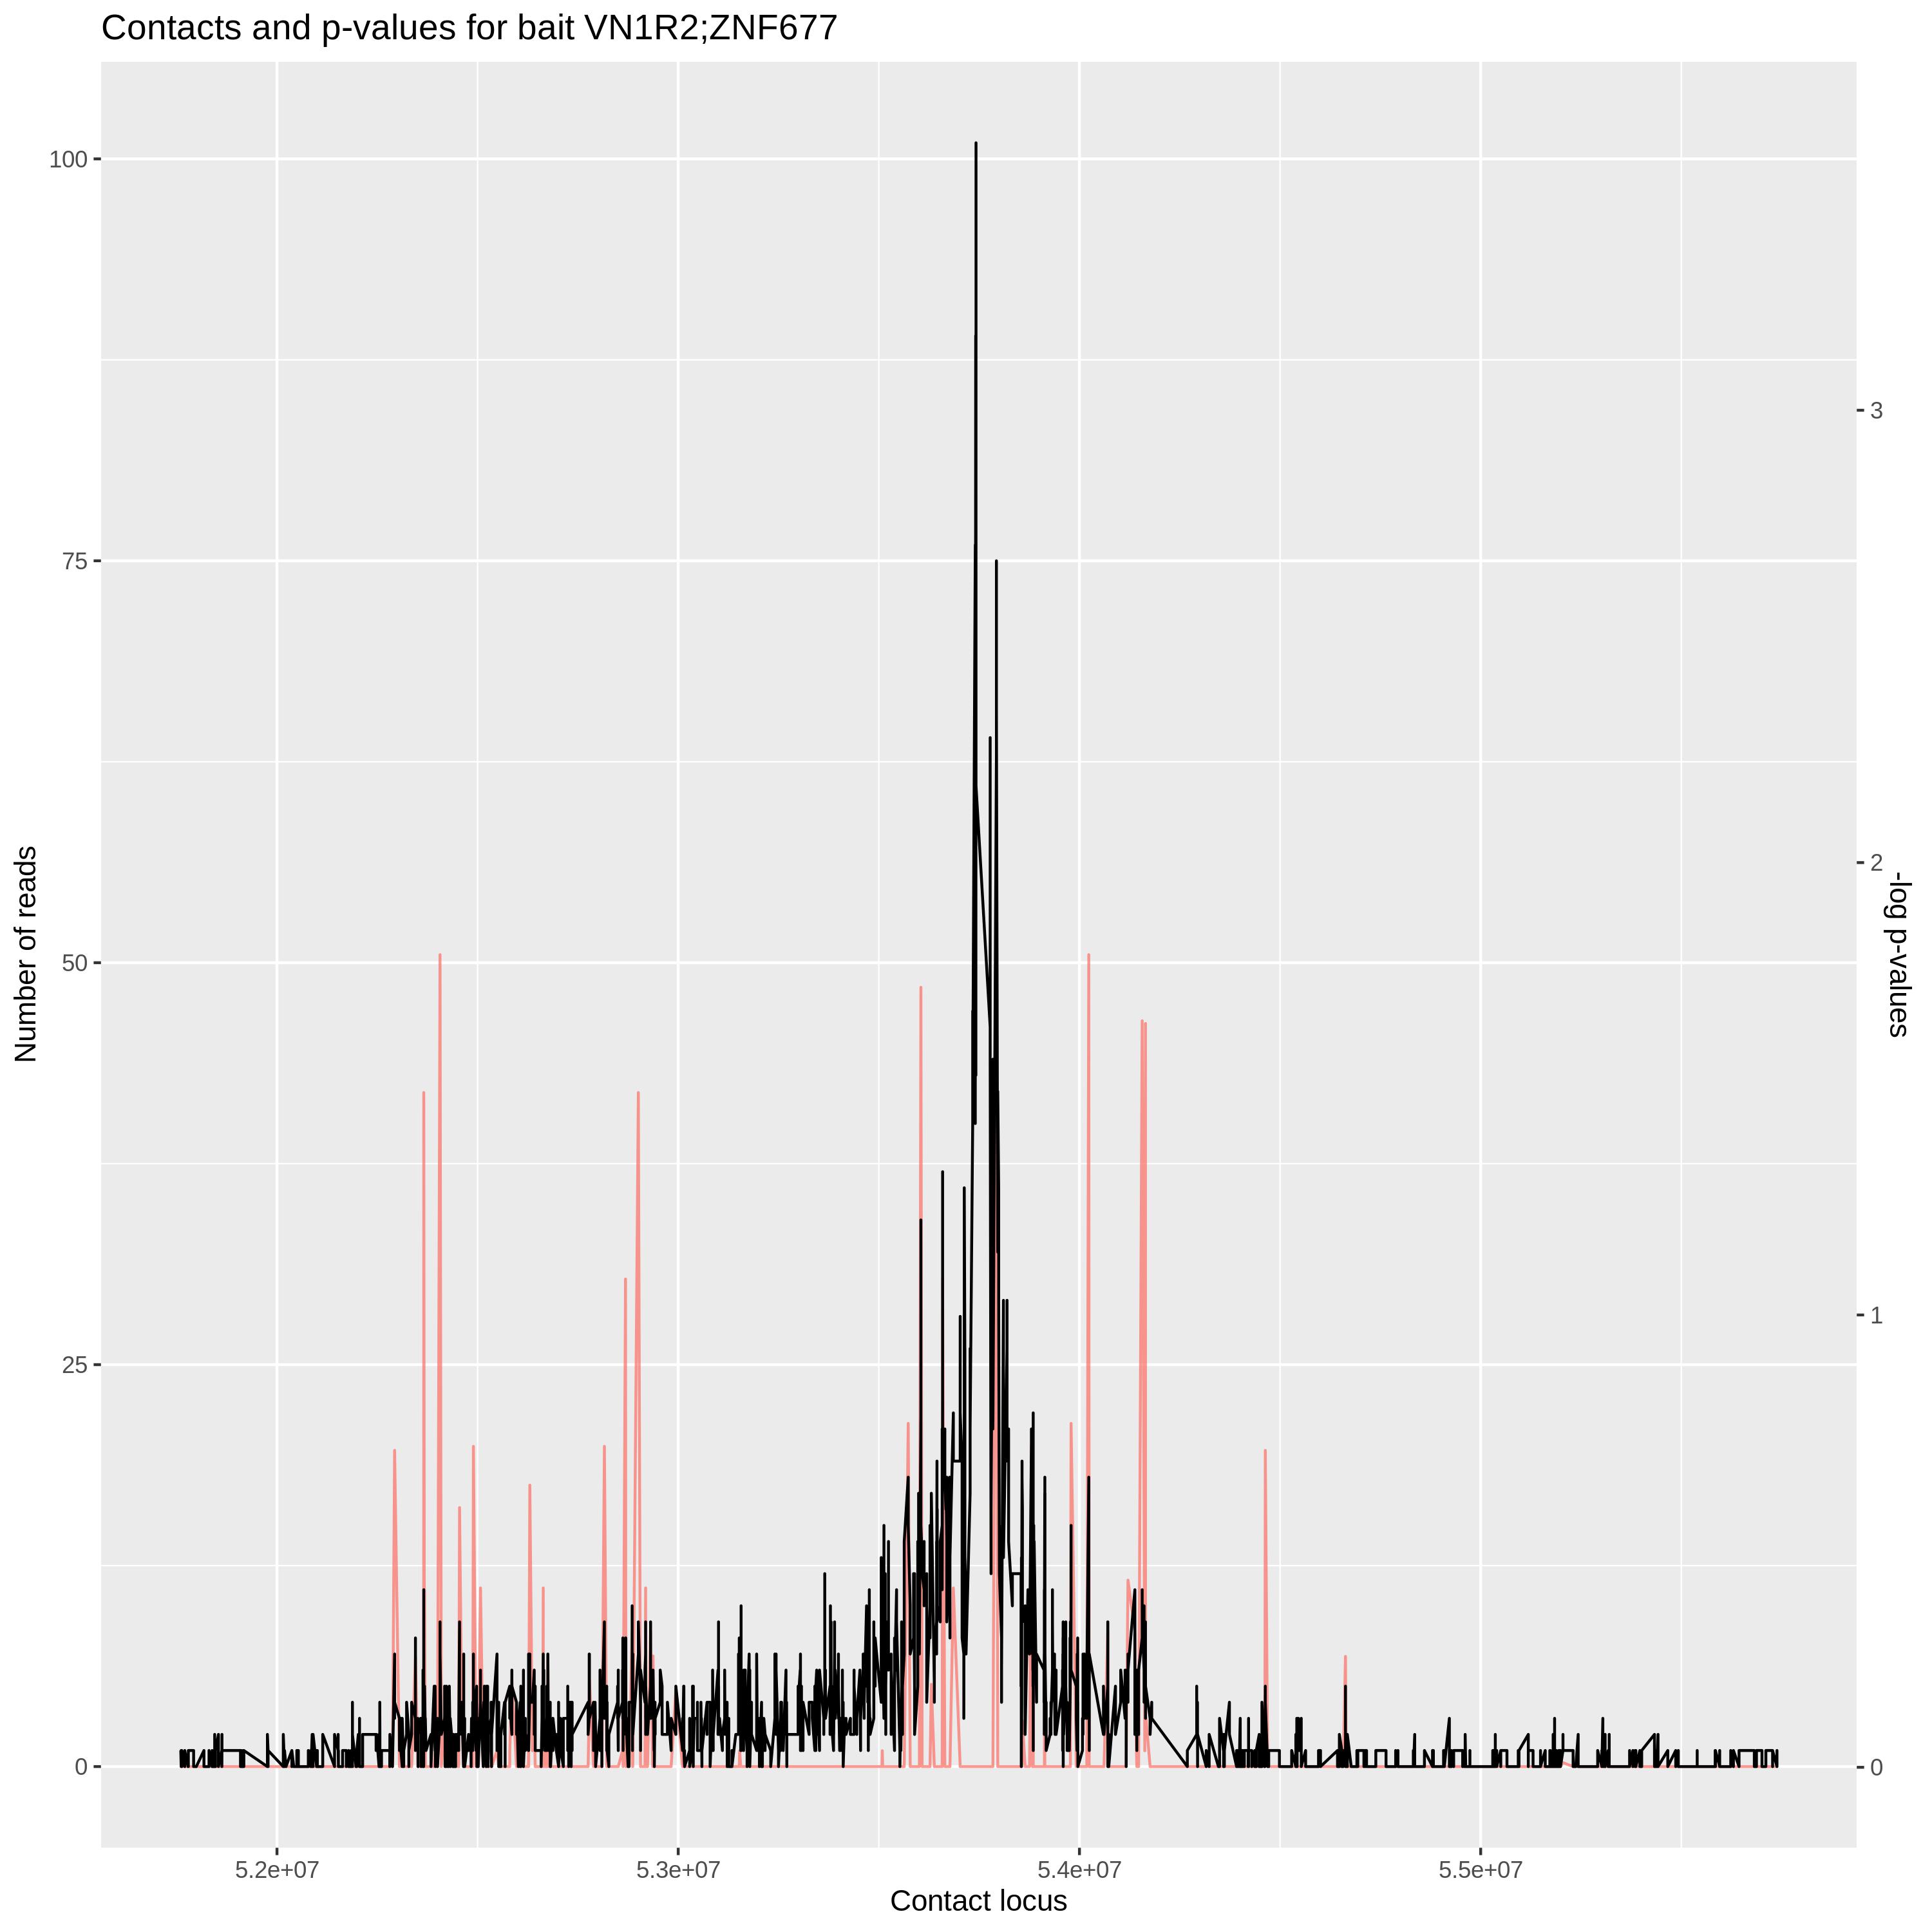 Contacts and p-values for bait VN1R2;ZNF677
100
75
50
25
0
Number of reads
3
2
1
0
-log p-values
5.2e+07
5.3e+07
5.4e+07
5.5e+07
Contact locus